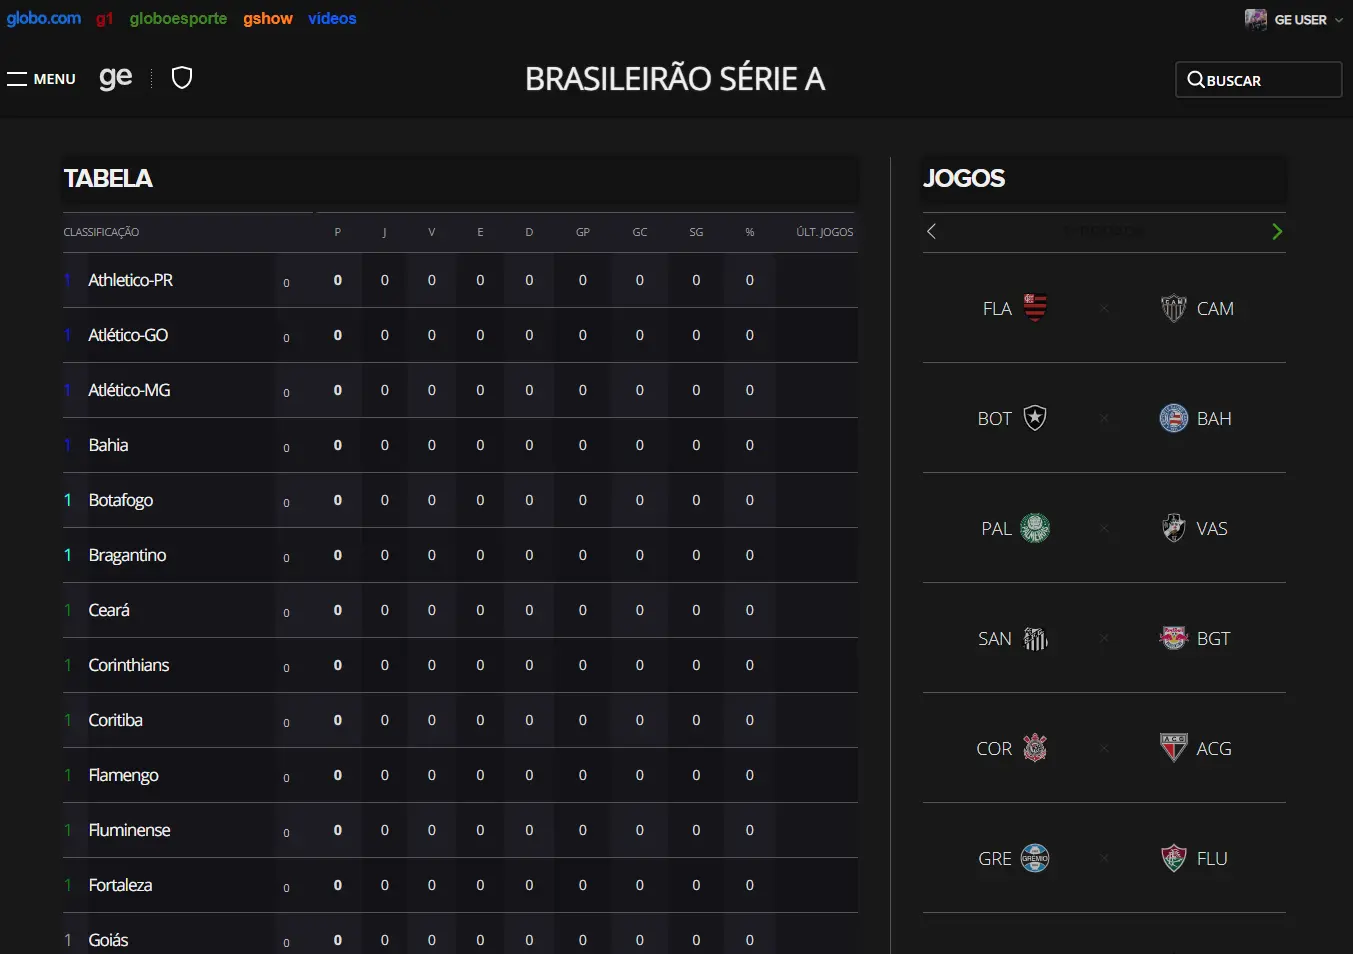 globo.com g1 globoesporte gshow vídeos
GE USER
MENU ge
BRASILEIRÃO SÉRIE A
BUSCAR
TABELA
CLASSIFICAÇÃO P J V E D GP GC SG % ÚLT. JOGOS
1 Athletico-PR 0 0 0 0 0 0 0 0 0 0
1 Atlético-GO 0 0 0 0 0 0 0 0 0 0
1 Atlético-MG 0 0 0 0 0 0 0 0 0 0
1 Bahia 0 0 0 0 0 0 0 0 0 0
1 Botafogo 0 0 0 0 0 0 0 0 0 0
1 Bragantino 0 0 0 0 0 0 0 0 0 0
1 Ceará 0 0 0 0 0 0 0 0 0 0
1 Corinthians 0 0 0 0 0 0 0 0 0 0
1 Coritiba 0 0 0 0 0 0 0 0 0 0
1 Flamengo 0 0 0 0 0 0 0 0 0 0
1 Fluminense 0 0 0 0 0 0 0 0 0 0
1 Fortaleza 0 0 0 0 0 0 0 0 0 0
1 Goiás 0 0 0 0 0 0 0 0 0 0
JOGOS
FLA × CAM
BOT × BAH
PAL × VAS
SAN × BGT
COR × ACG
GRE × FLU